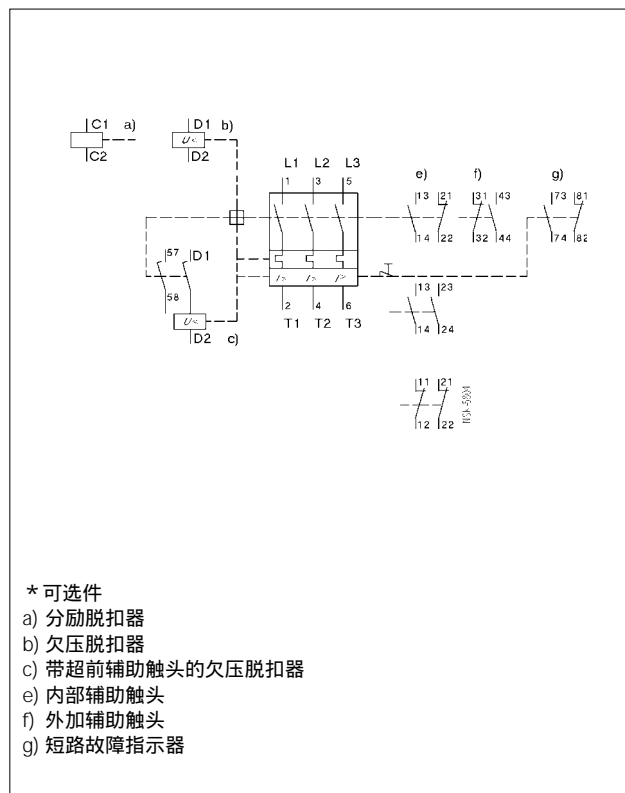 C1 a)
C2
D1 b)
U<
D2
L1 L2 L3
1 3 5
e) f) g)
13 21 31 43 73 81
14 22 32 44 74 82
57 D1
58
U<
D2 c)
I> I> I>
2 4 6
T1 T2 T3
13 23
14 24
11 21
12 22
*可选件
a) 分励脱扣器
b) 欠压脱扣器
c) 带超前辅助触头的欠压脱扣器
e) 内部辅助触头
f) 外加辅助触头
g) 短路故障指示器